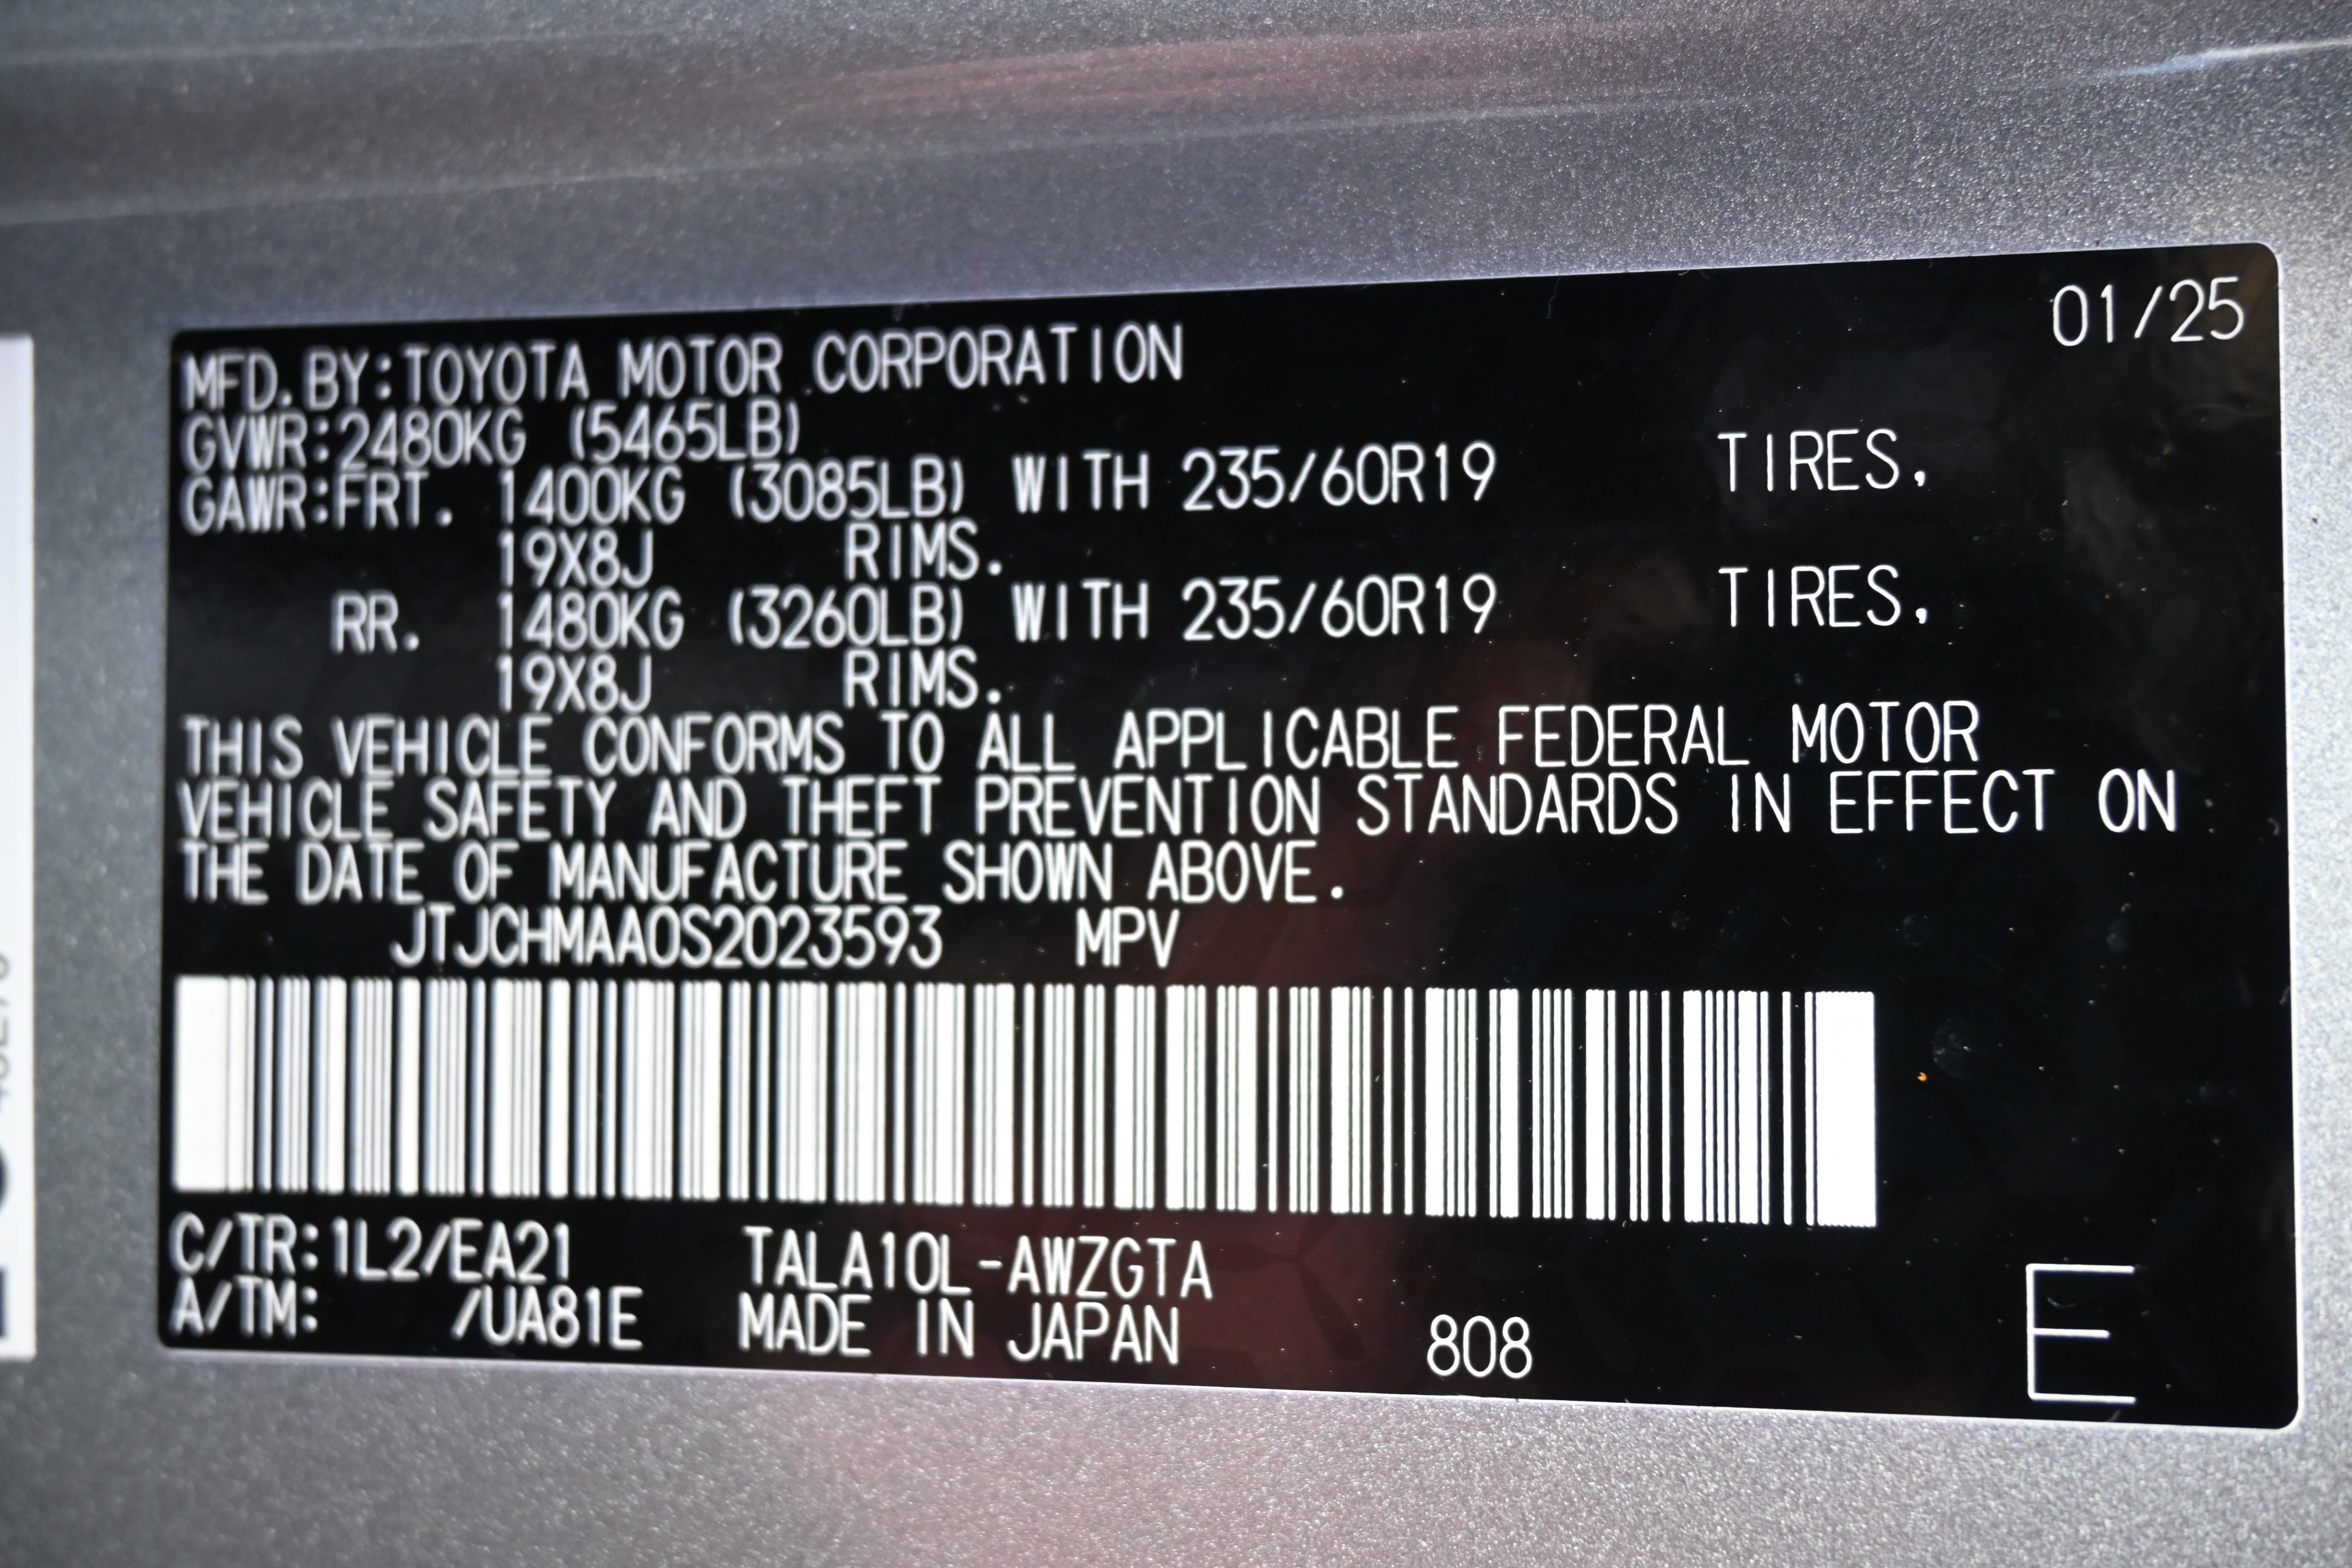 01/25
MFD.BY:TOYOTA MOTOR CORPORATION
GVWR:2480KG (5465LB)
GAWR:FRT. 1400KG (3085LB) WITH 235/60R19 TIRES,
19X8J RIMS.
RR. 1480KG (3260LB) WITH 235/60R19 TIRES,
19X8J RIMS.
THIS VEHICLE CONFORMS TO ALL APPLICABLE FEDERAL MOTOR
VEHICLE SAFETY AND THEFT PREVENTION STANDARDS IN EFFECT ON
THE DATE OF MANUFACTURE SHOWN ABOVE.
JTJCHMAA0S2023593 MPV
C/TR:1L2/EA21 TALA10L-AWZGTA
A/TM: /UA81E MADE IN JAPAN 808 E